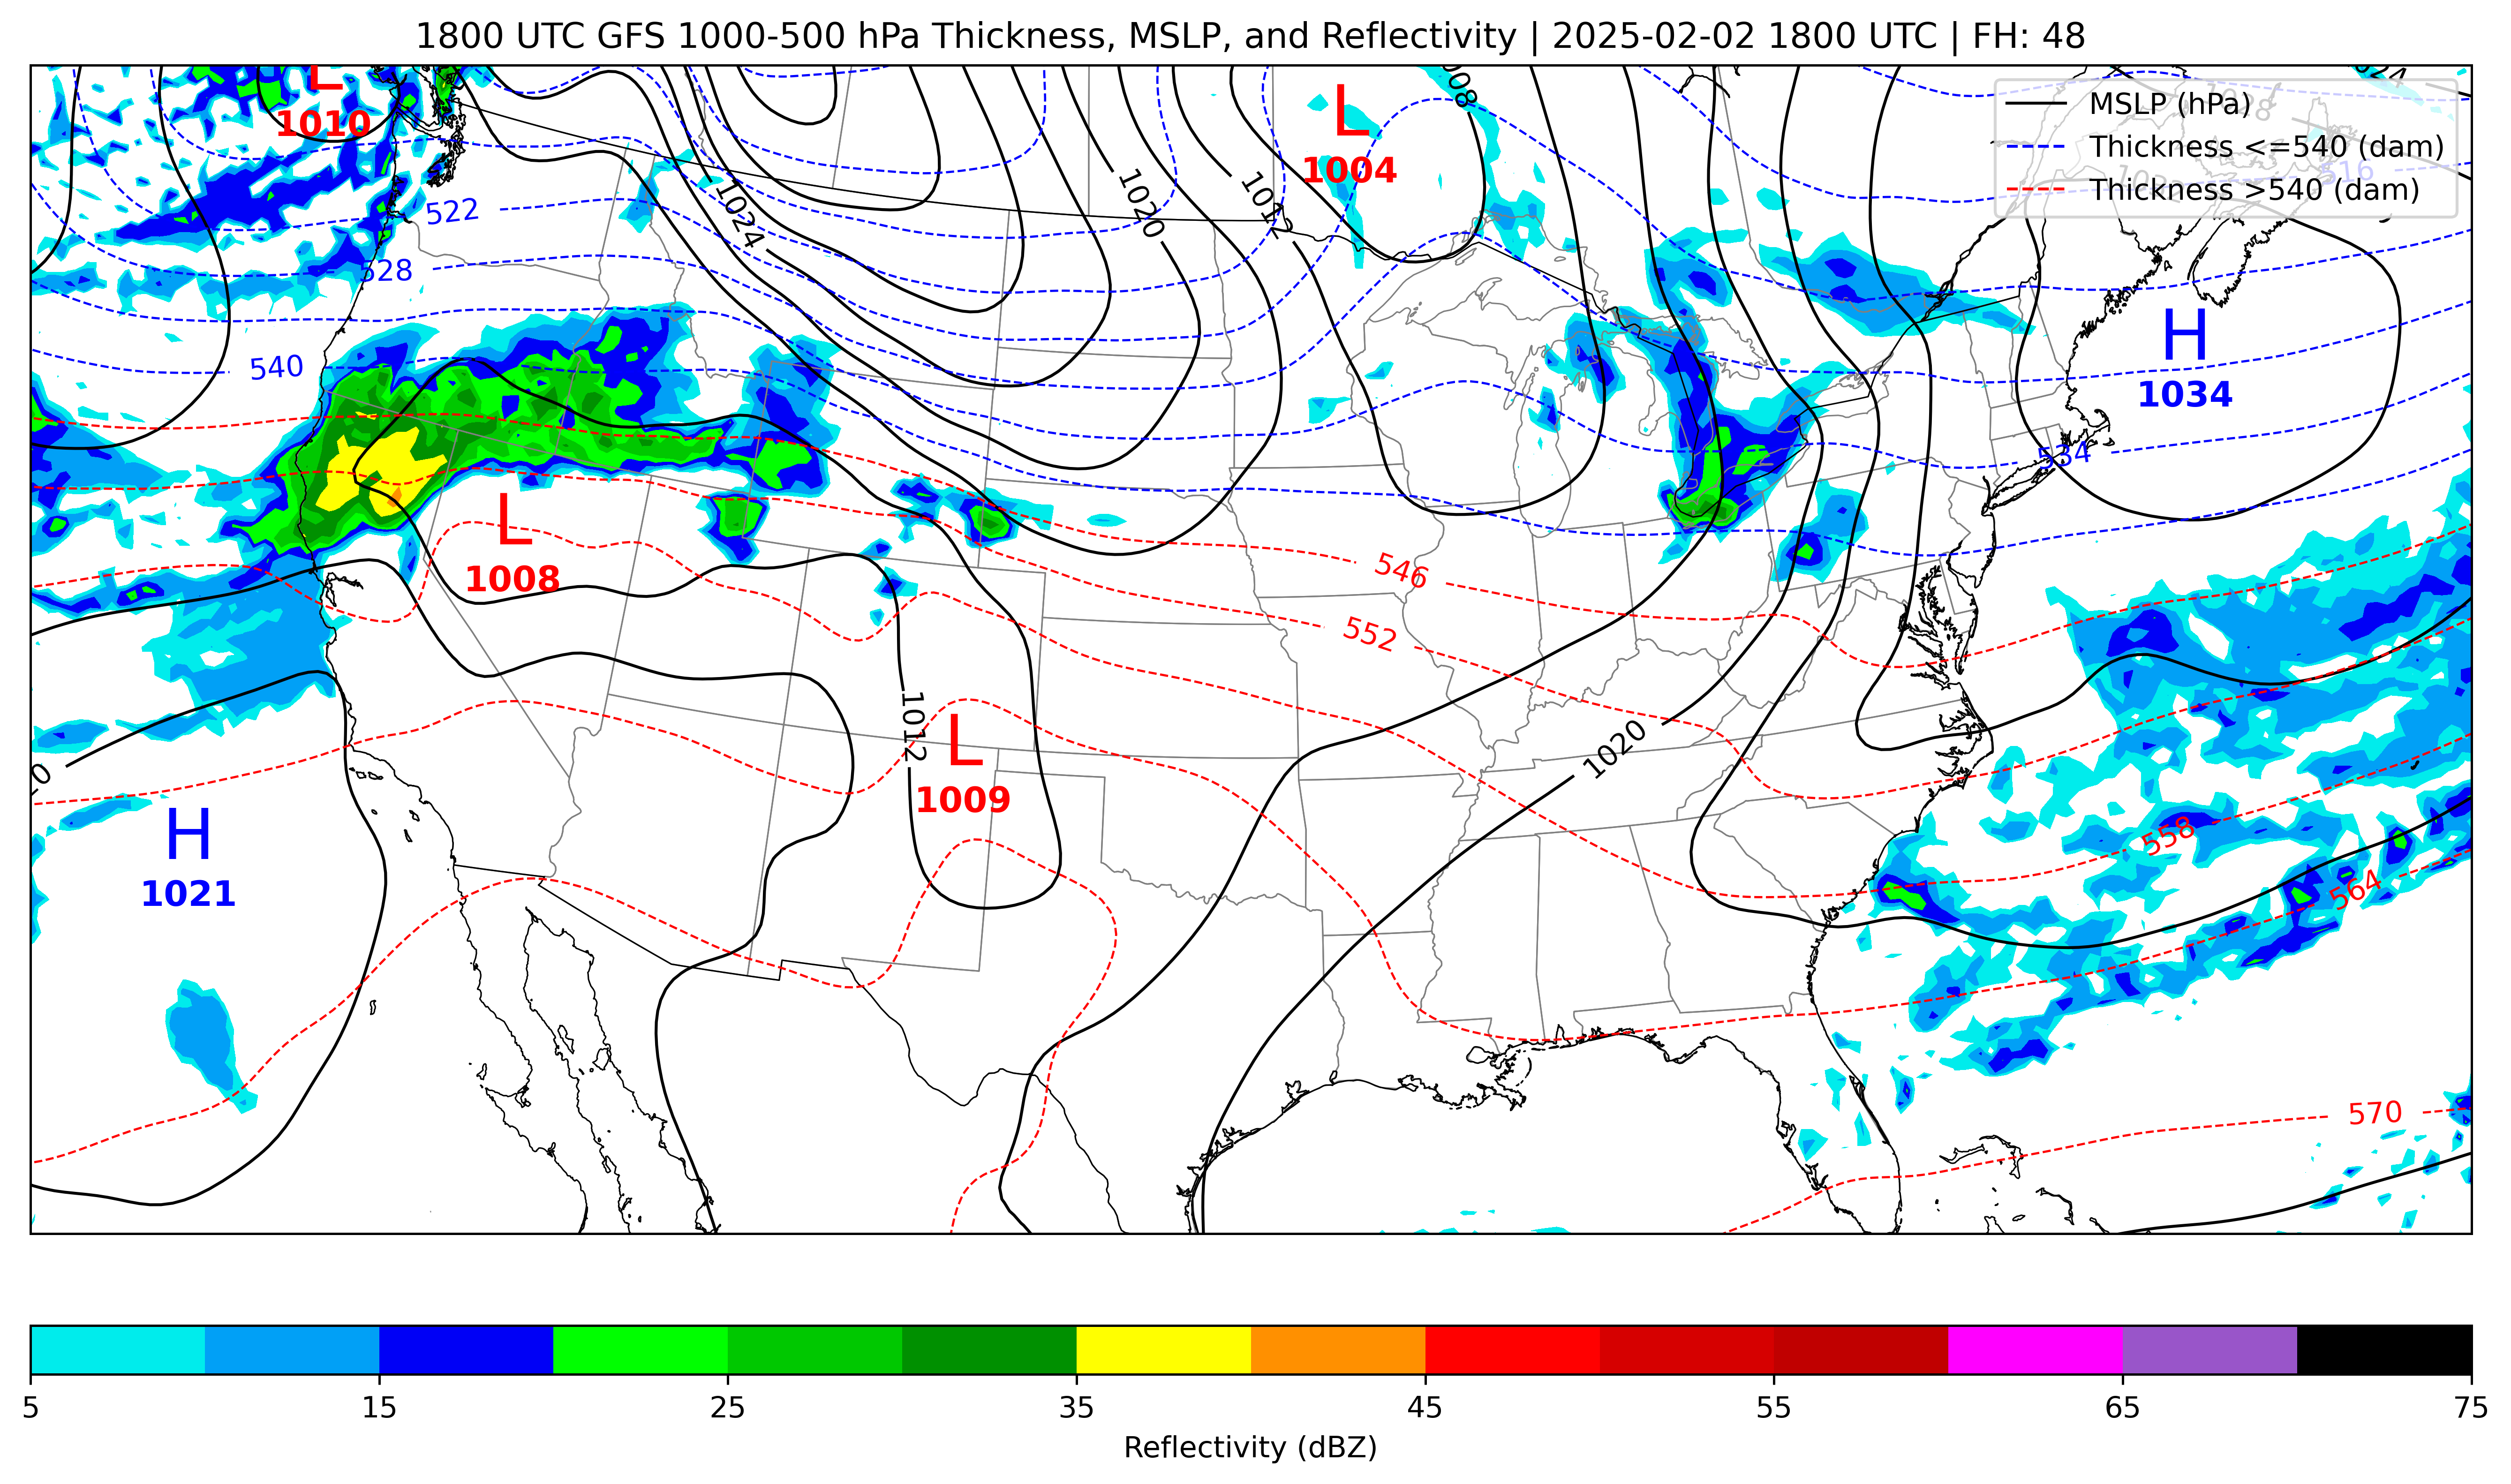 1800 UTC GFS 1000-500 hPa Thickness, MSLP, and Reflectivity | 2025-02-02 1800 UTC | FH: 48
MSLP (hPa)
Thickness <=540 (dam)
Thickness >540 (dam)
L
1010
L
1004
1024
1020
1012
1008
1024
516
522
528
540
H
1034
534
L
1008
546
552
1012
L
1009
1020
H
1021
558
564
570
5 15 25 35 45 55 65 75
Reflectivity (dBZ)